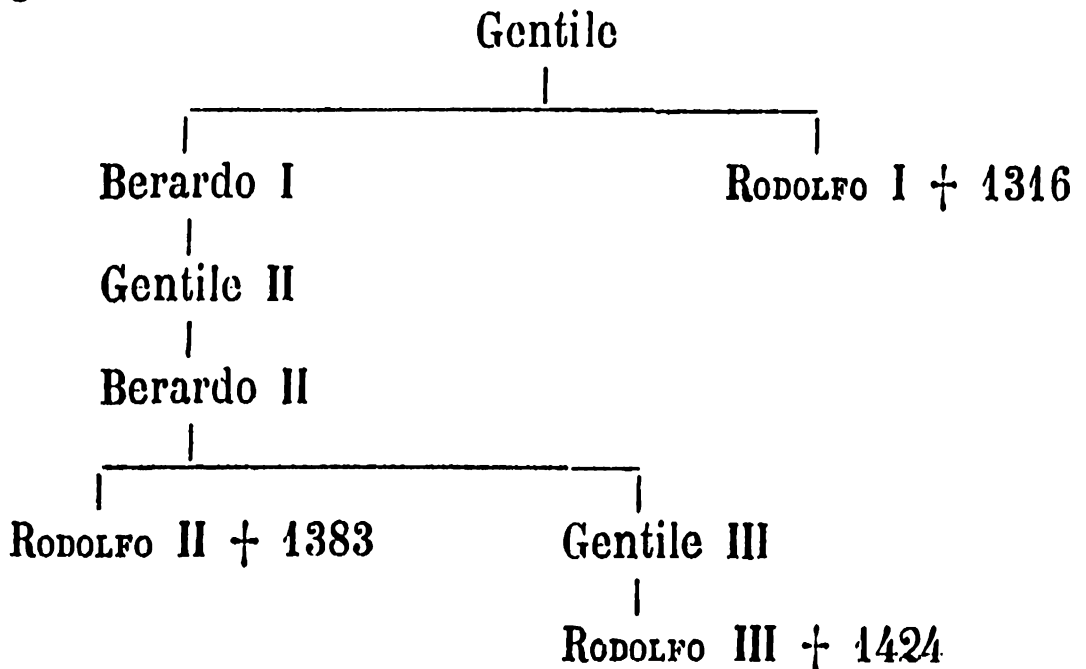 Gentile
Berardo I
Rodolfo I † 1316
Gentile II
Berardo II
Rodolfo II † 1383
Gentile III
Rodolfo III † 1424